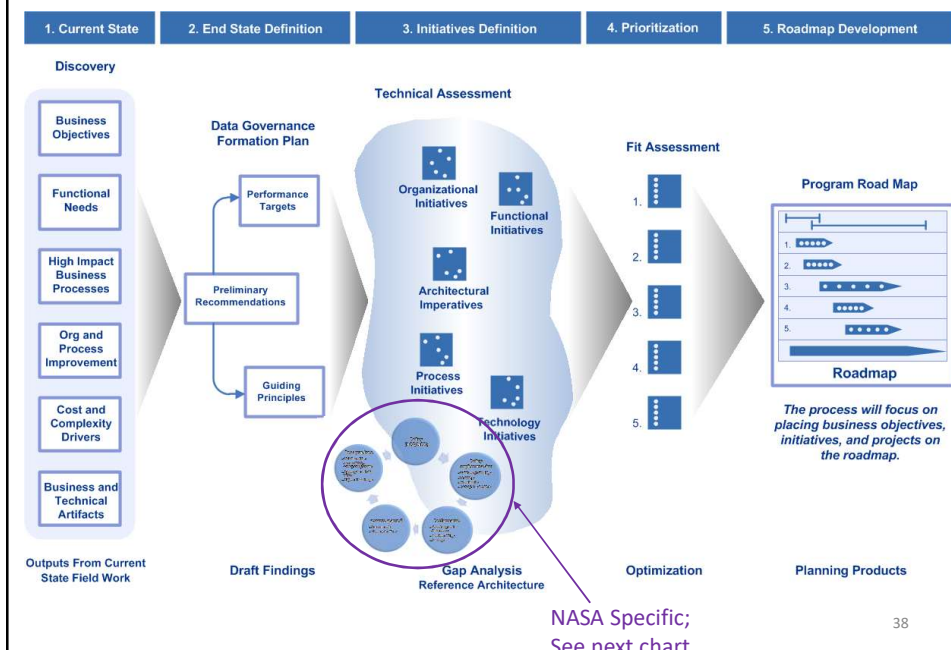 1. Current State
2. End State Definition
3. Initiatives Definition
4. Prioritization
5. Roadmap Development
Discovery
Business
Objectives
Functional
Needs
High Impact
Business
Processes
Org and
Process
Improvement
Cost and
Complexity
Drivers
Business and
Technical
Artifacts
Outputs From Current
State Field Work
Data Governance
Formation Plan
Performance
Targets
Preliminary
Recommendations
Guiding
Principles
Draft Findings
Technical Assessment
Organizational
Initiatives
Functional
Initiatives
Architectural
Imperatives
Process
Initiatives
Technology
Initiatives
Gap Analysis
Reference Architecture
NASA Specific;
See next chart
Fit Assessment
1.
2.
3.
4.
5.
Optimization
Program Road Map
1.
2.
3.
4.
5.
Roadmap
The process will focus on
placing business objectives,
initiatives, and projects on
the roadmap.
Planning Products
38